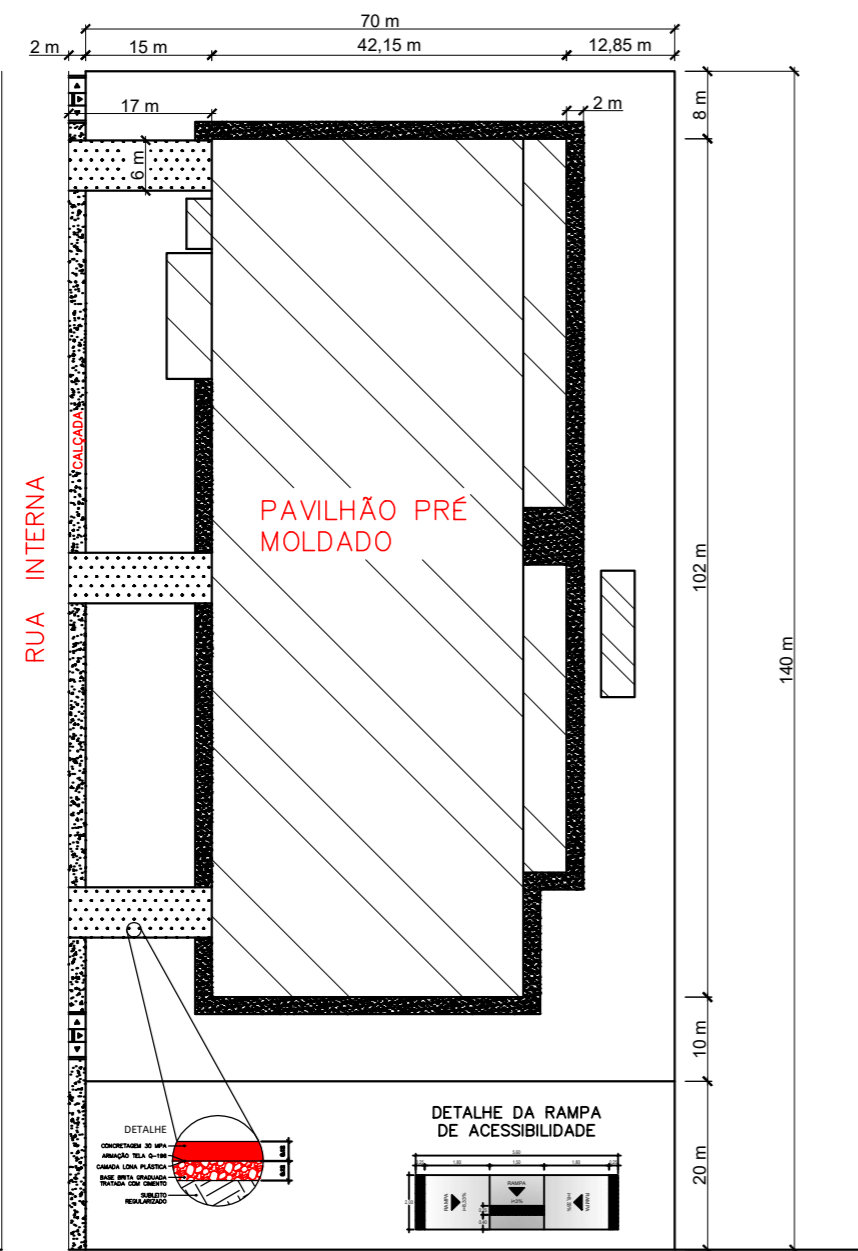 70 m
2 m
15 m
42,15 m
12,85 m
17 m
2 m
8 m
6 m
CALÇADA
RUA INTERNA
PAVILHÃO PRÉ
MOLDADO
102 m
140 m
10 m
20 m
DETALHE
CONCRETAGEM 30 MPA
ARMAÇÃO TELA Q-196
CAMADA LONA PLÁSTICA
BASE BRITA GRADUADA
TRATADA COM CIMENTO
SUBLEITO
REGULARIZADO
DETALHE DA RAMPA
DE ACESSIBILIDADE
RAMPA
RAMPA
RAMPA